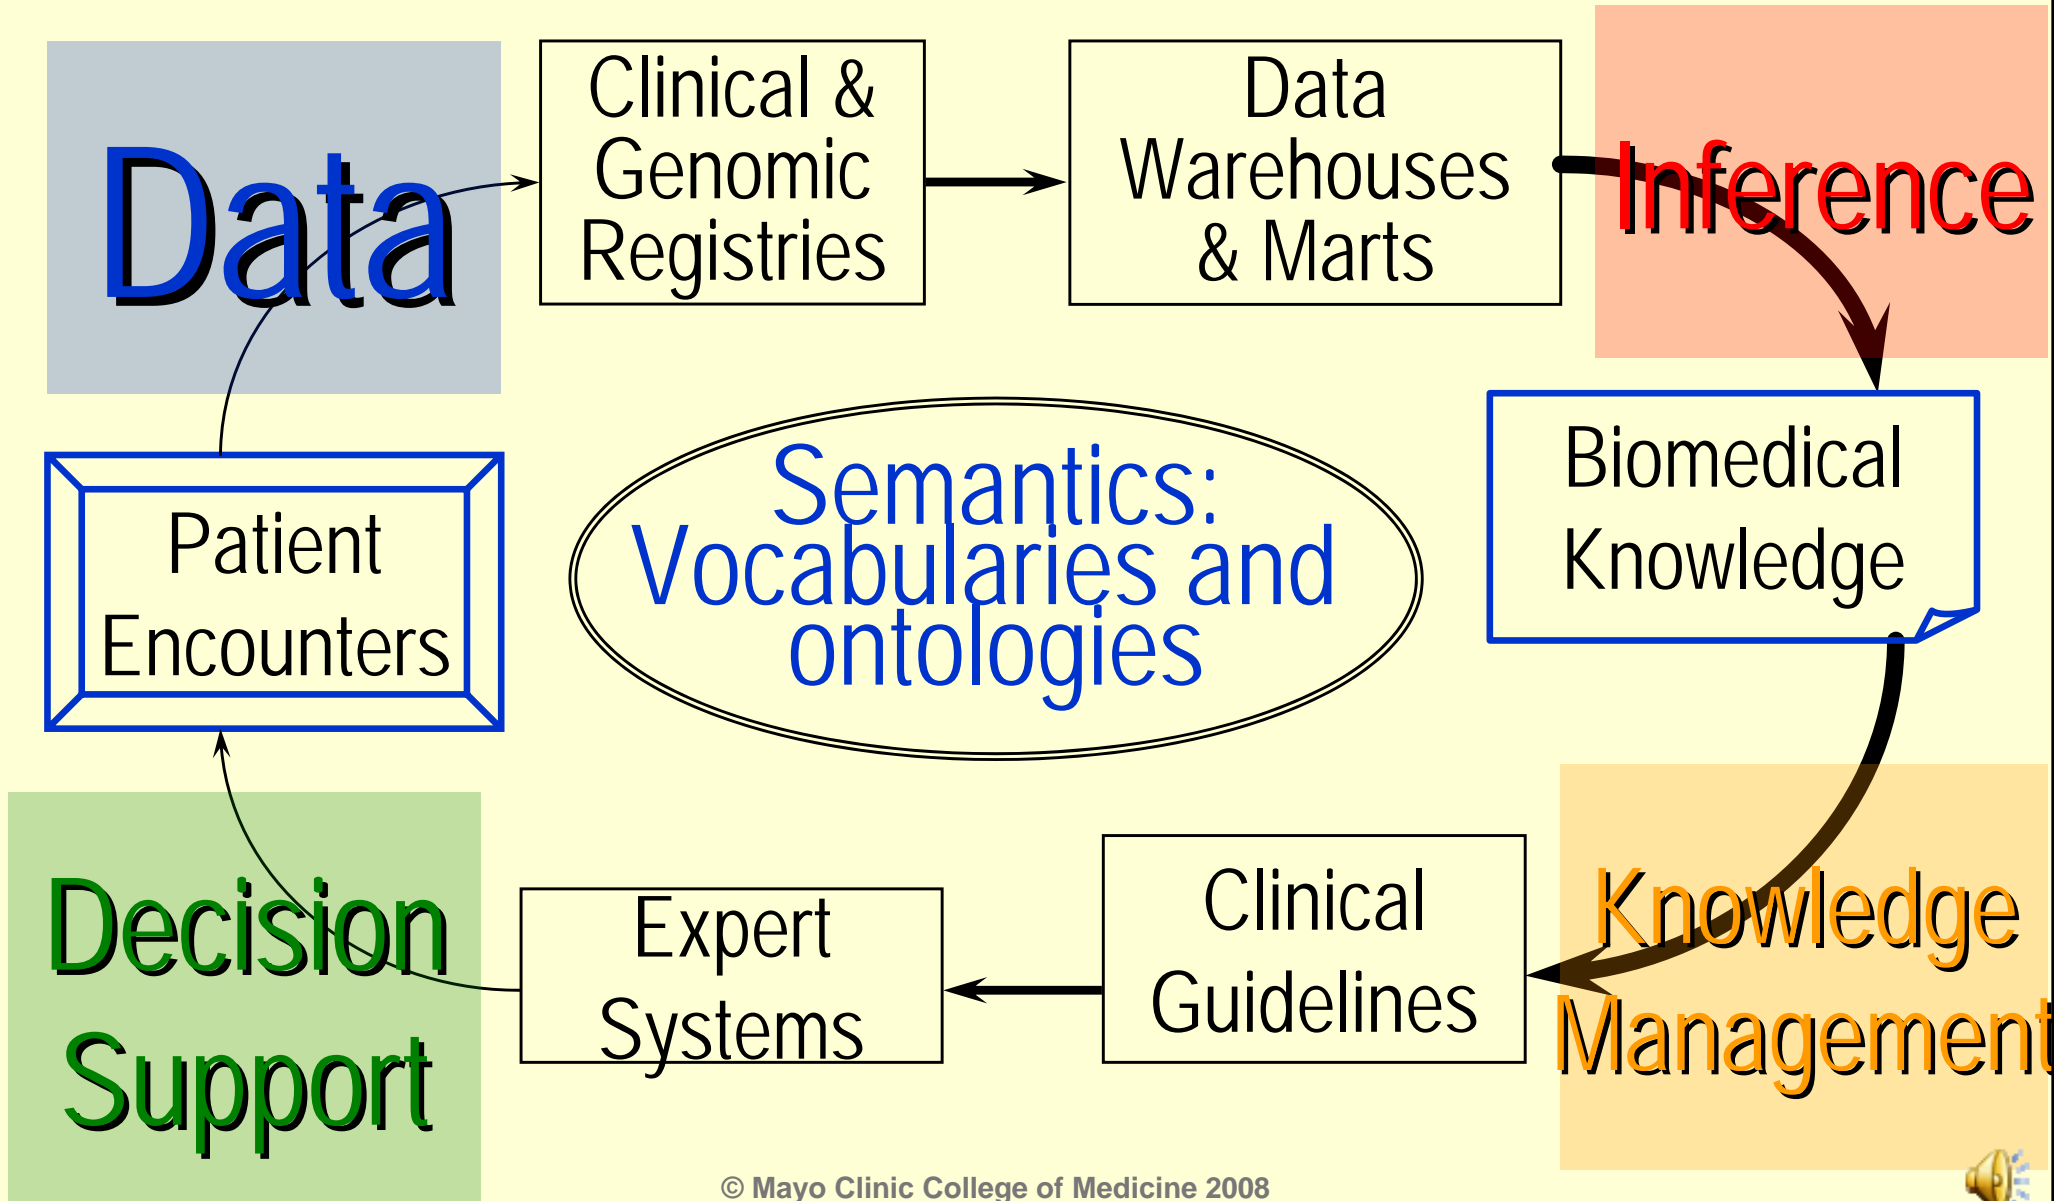 Data
Clinical &
Genomic
Registries
Data
Warehouses
& Marts
Inference
Patient
Encounters
Semantics:
Vocabularies and
ontologies
Biomedical
Knowledge
Decision
Support
Expert
Systems
Clinical
Guidelines
Knowledge
Management
© Mayo Clinic College of Medicine 2008